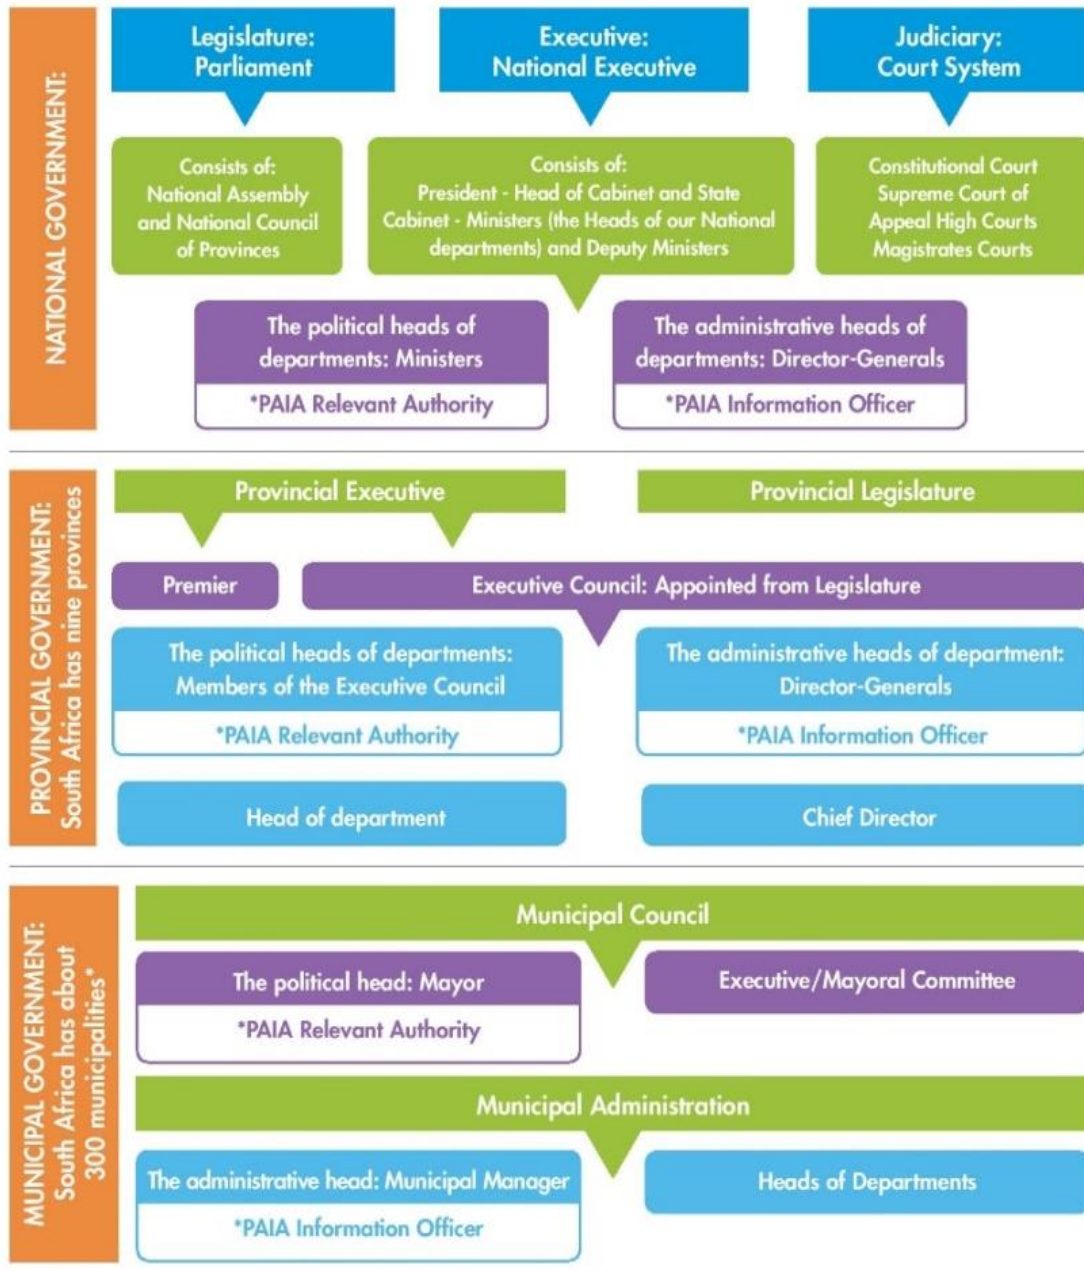 NATIONAL GOVERNMENT:
Legislature:
Parliament
Executive:
National Executive
Judiciary:
Court System
Consists of:
National Assembly
and National Council
of Provinces
Consists of:
President - Head of Cabinet and State
Cabinet - Ministers (the Heads of our National
departments) and Deputy Ministers
Constitutional Court
Supreme Court of
Appeal High Courts
Magistrates Courts
The political heads of
departments: Ministers
*PAIA Relevant Authority
The administrative heads of
departments: Director-Generals
*PAIA Information Officer
PROVINCIAL GOVERNMENT:
South Africa has nine provinces
Provincial Executive
Provincial Legislature
Premier
Executive Council: Appointed from Legislature
The political heads of departments:
Members of the Executive Council
*PAIA Relevant Authority
The administrative heads of department:
Director-Generals
*PAIA Information Officer
Head of department
Chief Director
MUNICIPAL GOVERNMENT:
South Africa has about
300 municipalities*
Municipal Council
The political head: Mayor
*PAIA Relevant Authority
Executive/Mayoral Committee
Municipal Administration
The administrative head: Municipal Manager
*PAIA Information Officer
Heads of Departments